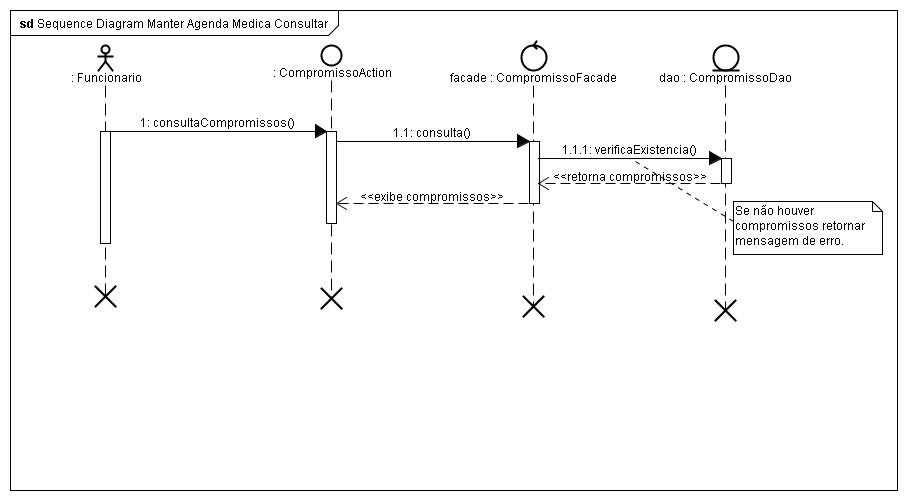 sd Sequence Diagram Manter Agenda Medica Consultar
: Funcionario
: CompromissoAction
facade : CompromissoFacade
dao : CompromissoDao
1: consultaCompromissos()
1.1: consulta()
1.1.1: verificaExistencia()
<<retorna compromissos>>
<<exibe compromissos>>
Se não houver
compromissos retornar
mensagem de erro.